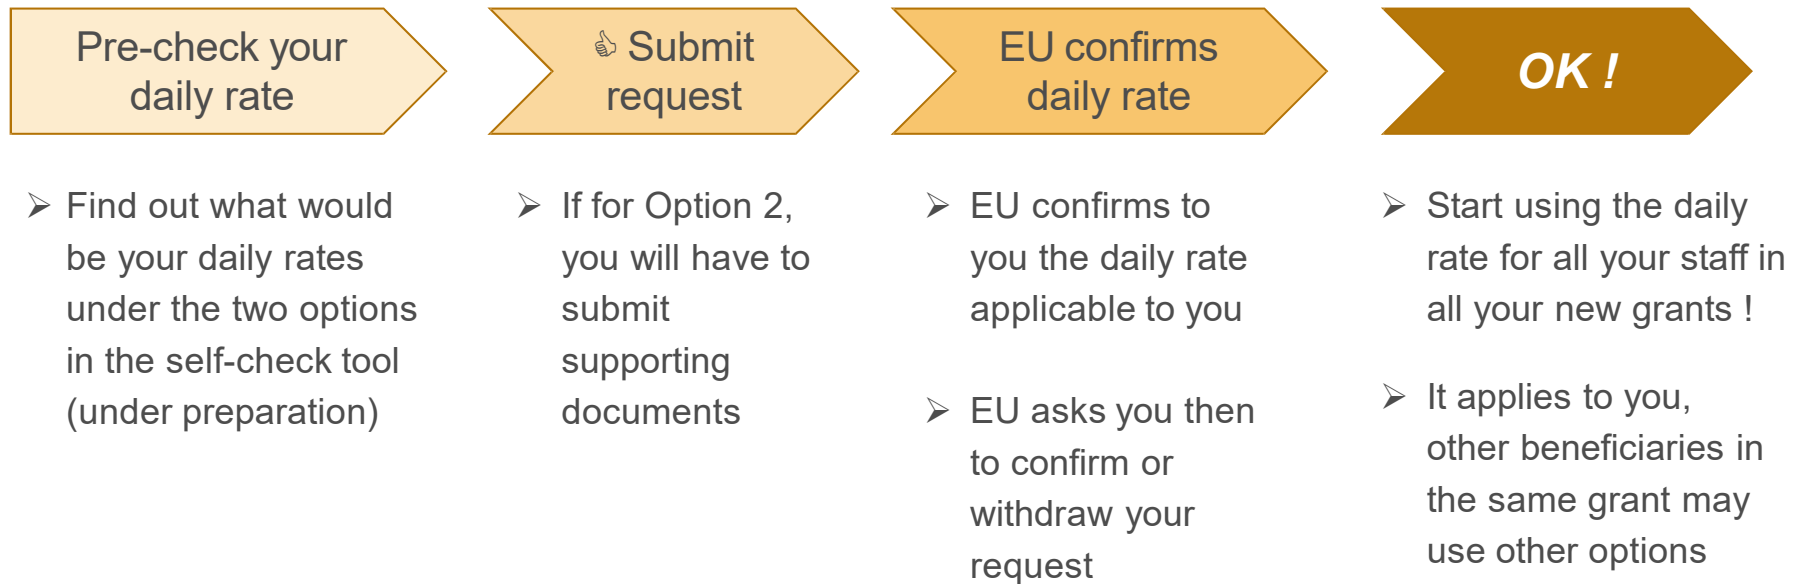 Pre-check your
daily rate
👍 Submit
request
EU confirms
daily rate
OK !
➢ Find out what would
be your daily rates
under the two options
in the self-check tool
(under preparation)
➢ If for Option 2,
you will have to
submit
supporting
documents
➢ EU confirms to
you the daily rate
applicable to you
➢ EU asks you then
to confirm or
withdraw your
request
➢ Start using the daily
rate for all your staff in
all your new grants !
➢ It applies to you,
other beneficiaries in
the same grant may
use other options